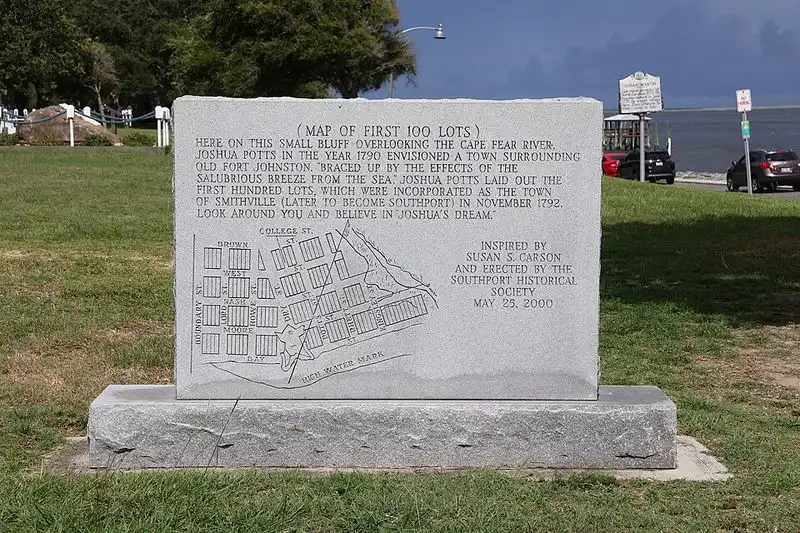 (MAP OF FIRST 100 LOTS)
HERE ON THIS SMALL BLUFF OVERLOOKING THE CAPE FEAR RIVER,
JOSHUA POTTS IN THE YEAR 1790 ENVISIONED A TOWN SURROUNDING
OLD FORT JOHNSTON. "BRACED UP BY THE EFFECTS OF THE
SALUBRIOUS BREEZE FROM THE SEA", JOSHUA POTTS LAID OUT THE
FIRST HUNDRED LOTS, WHICH WERE INCORPORATED AS THE TOWN
OF SMITHVILLE (LATER TO BECOME SOUTHPORT) IN NOVEMBER 1792.
LOOK AROUND YOU AND BELIEVE IN "JOSHUA'S DREAM."
COLLEGE ST.
BROWN
WEST
NASH
MOORE
BAY
BOUNDARY ST
HOWE ST
HIGH WATER MARK
INSPIRED BY
SUSAN S. CARSON
AND ERECTED BY THE
SOUTHPORT HISTORICAL
SOCIETY
MAY 25, 2000